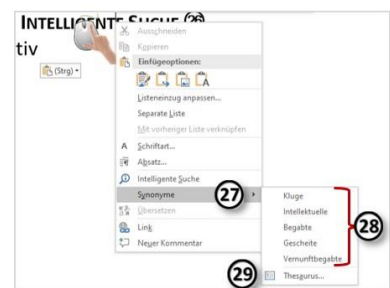 INTELLIGENTE SUCHE 26
tiv
(Strg)
Ausschneiden
Kopieren
Einfügeoptionen:
A
Listeneinzug anpassen...
Separate Liste
Mit vorheriger Liste verknüpfen
A Schriftart...
Absatz...
Intelligente Suche
Synonyme 27
Übersetzen
Link
Neuer Kommentar
Kluge
Intellektuelle
Begabte
28
Gescheite
Vernunftbegabte
29 Thesaurus...